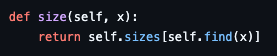 def size(self, x):
    return self.sizes[self.find(x)]